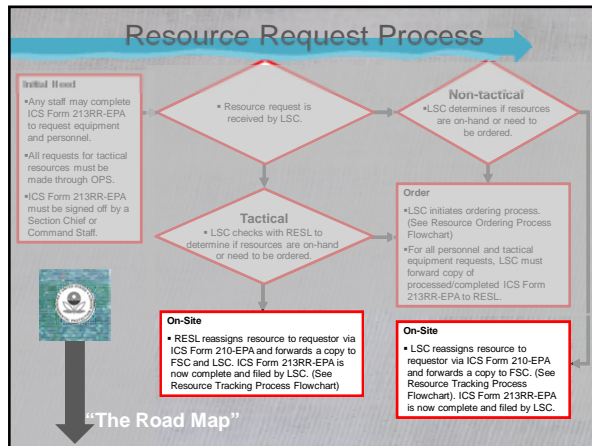 Resource Request Process
Initial Need
▪ Any staff may complete
ICS Form 213RR-EPA
to request equipment
and personnel.
▪ All requests for tactical
resources must be
made through OPS.
▪ ICS Form 213RR-EPA
must be signed off by a
Section Chief or
Command Staff.
▪ Resource request is
received by LSC.
Non-tactical
▪LSC determines if resources
are on-hand or need to
be ordered.
Tactical
▪ LSC checks with RESL to
determine if resources are on-hand
or need to be ordered.
Order
▪LSC initiates ordering process.
(See Resource Ordering Process
Flowchart)
▪For all personnel and tactical
equipment requests, LSC must
forward copy of
processed/completed ICS Form
213RR-EPA to RESL.
On-Site
▪ RESL reassigns resource to requestor via
ICS Form 210-EPA and forwards a copy to
FSC and LSC. ICS Form 213RR-EPA
is now complete and filed by LSC. (See
Resource Tracking Process Flowchart)
On-Site
▪ LSC reassigns resource to
requestor via ICS Form 210-EPA
and forwards a copy to FSC. (See
Resource Tracking Process
Flowchart). ICS Form 213RR-EPA
is now complete and filed by LSC.
“The Road Map”